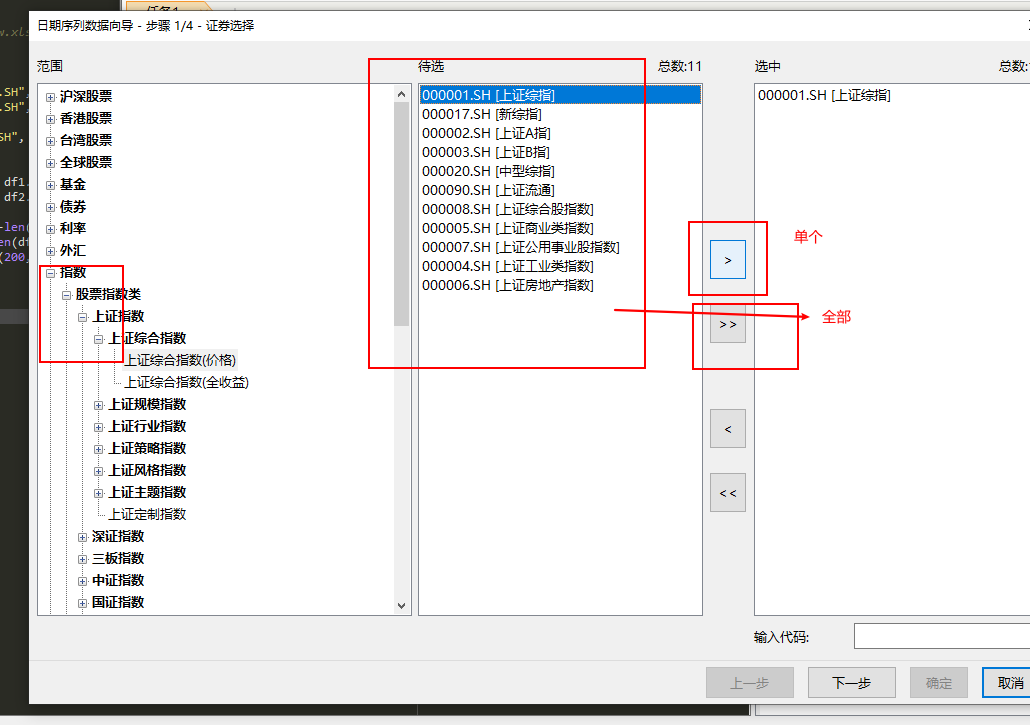 任务1
日期序列数据向导 - 步骤 1/4 - 证券选择
范围
待选
总数:11
选中
总数:
沪深股票
香港股票
台湾股票
全球股票
基金
债券
利率
外汇
指数
股票指数类
上证指数
上证综合指数
上证综合指数(价格)
上证综合指数(全收益)
上证规模指数
上证行业指数
上证策略指数
上证风格指数
上证主题指数
上证定制指数
深证指数
三板指数
中证指数
国证指数
000001.SH [上证综指]
000017.SH [新综指]
000002.SH [上证A指]
000003.SH [上证B指]
000020.SH [中型综指]
000090.SH [上证流通]
000008.SH [上证综合股指数]
000005.SH [上证商业类指数]
000007.SH [上证公用事业股指数]
000004.SH [上证工业类指数]
000006.SH [上证房地产指数]
>
单个
>>
全部
<
<<
000001.SH [上证综指]
输入代码:
上一步
下一步
确定
取消
.SH",
.SH",
SH",
df1.
df2.
-len(
en(df
(200,